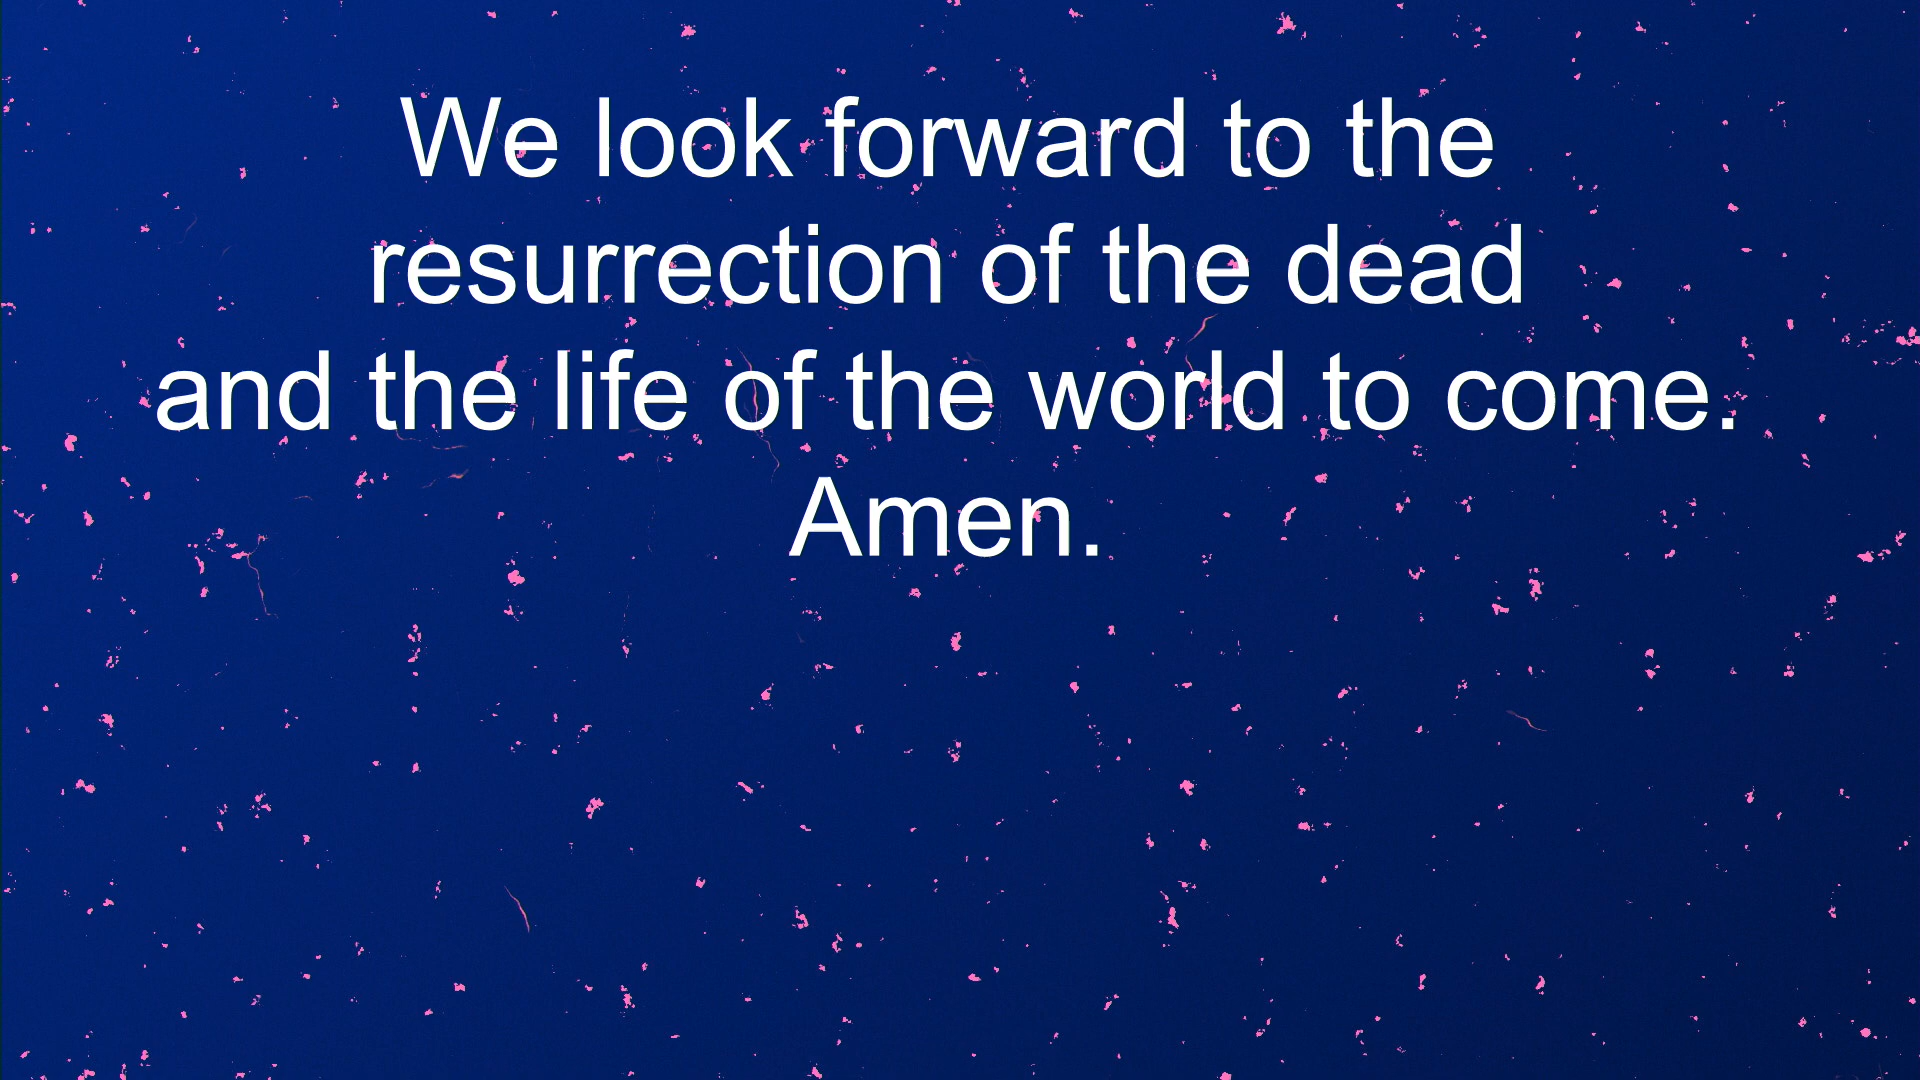 We look forward to the
resurrection of the dead
and the life of the world to come.
Amen.